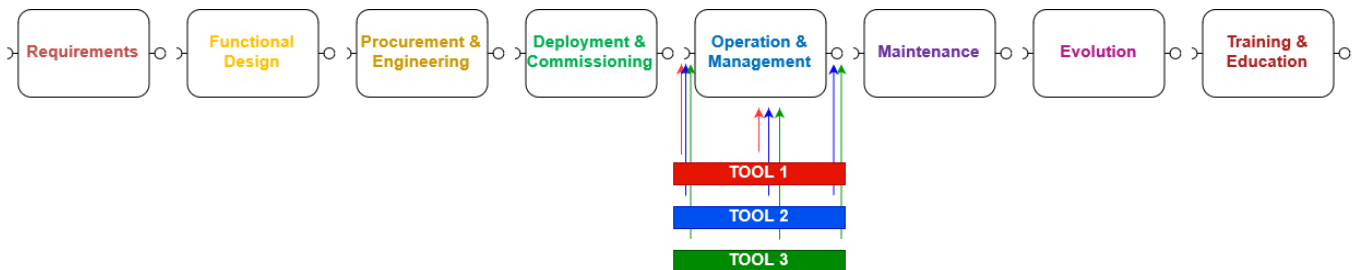 Requirements
Functional
Design
Procurement &
Engineering
Deployment &
Commissioning
Operation &
Management
Maintenance
Evolution
Training &
Education
TOOL 1
TOOL 2
TOOL 3